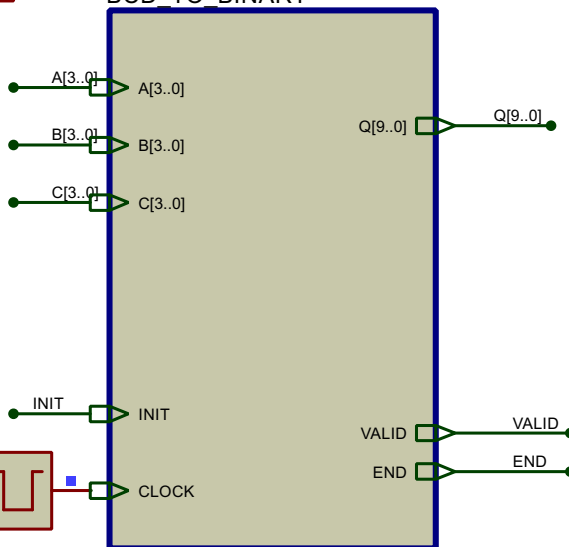 A[3..0] A[3..0]
Q[9..0] Q[9..0]
B[3..0] B[3..0]
C[3..0] C[3..0]
INIT INIT
VALID VALID
END END
CLOCK